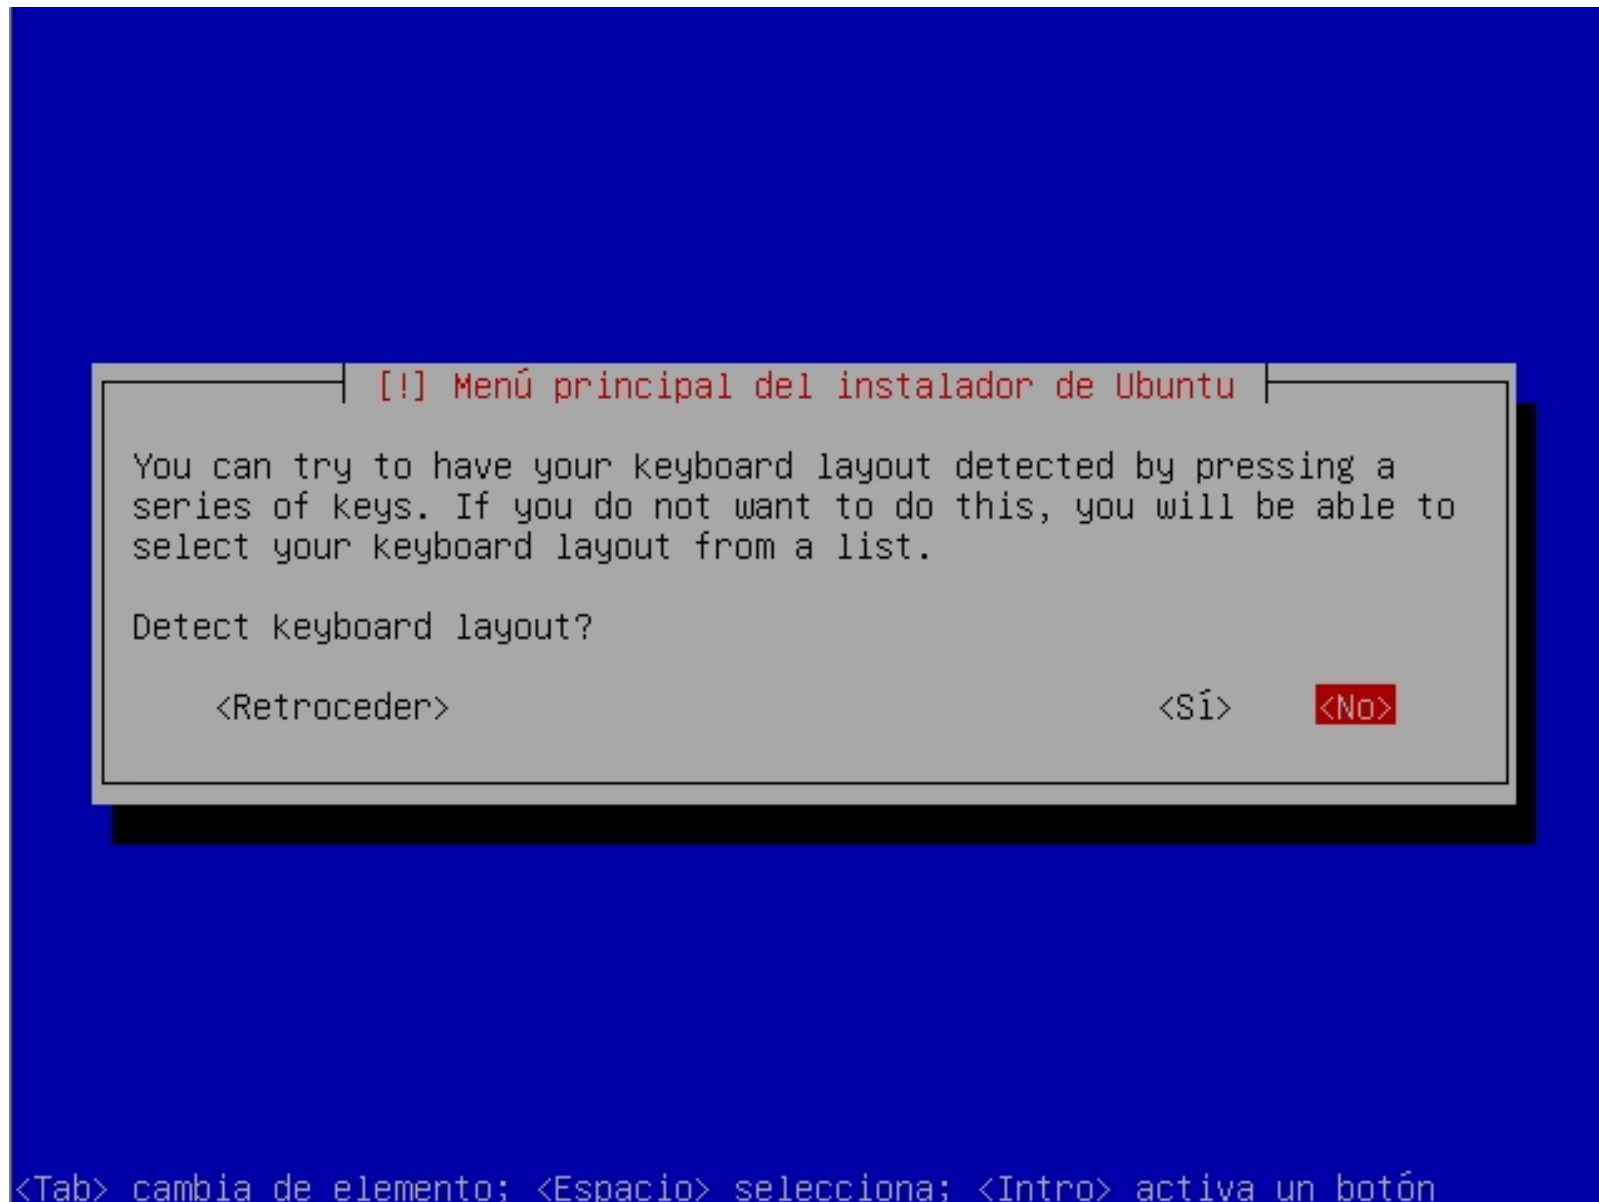 [!] Menú principal del instalador de Ubuntu
You can try to have your keyboard layout detected by pressing a
series of keys. If you do not want to do this, you will be able to
select your keyboard layout from a list.
Detect keyboard layout?
<Retroceder> <Sí> <No>
<Tab> cambia de elemento; <Espacio> selecciona; <Intro> activa un botón